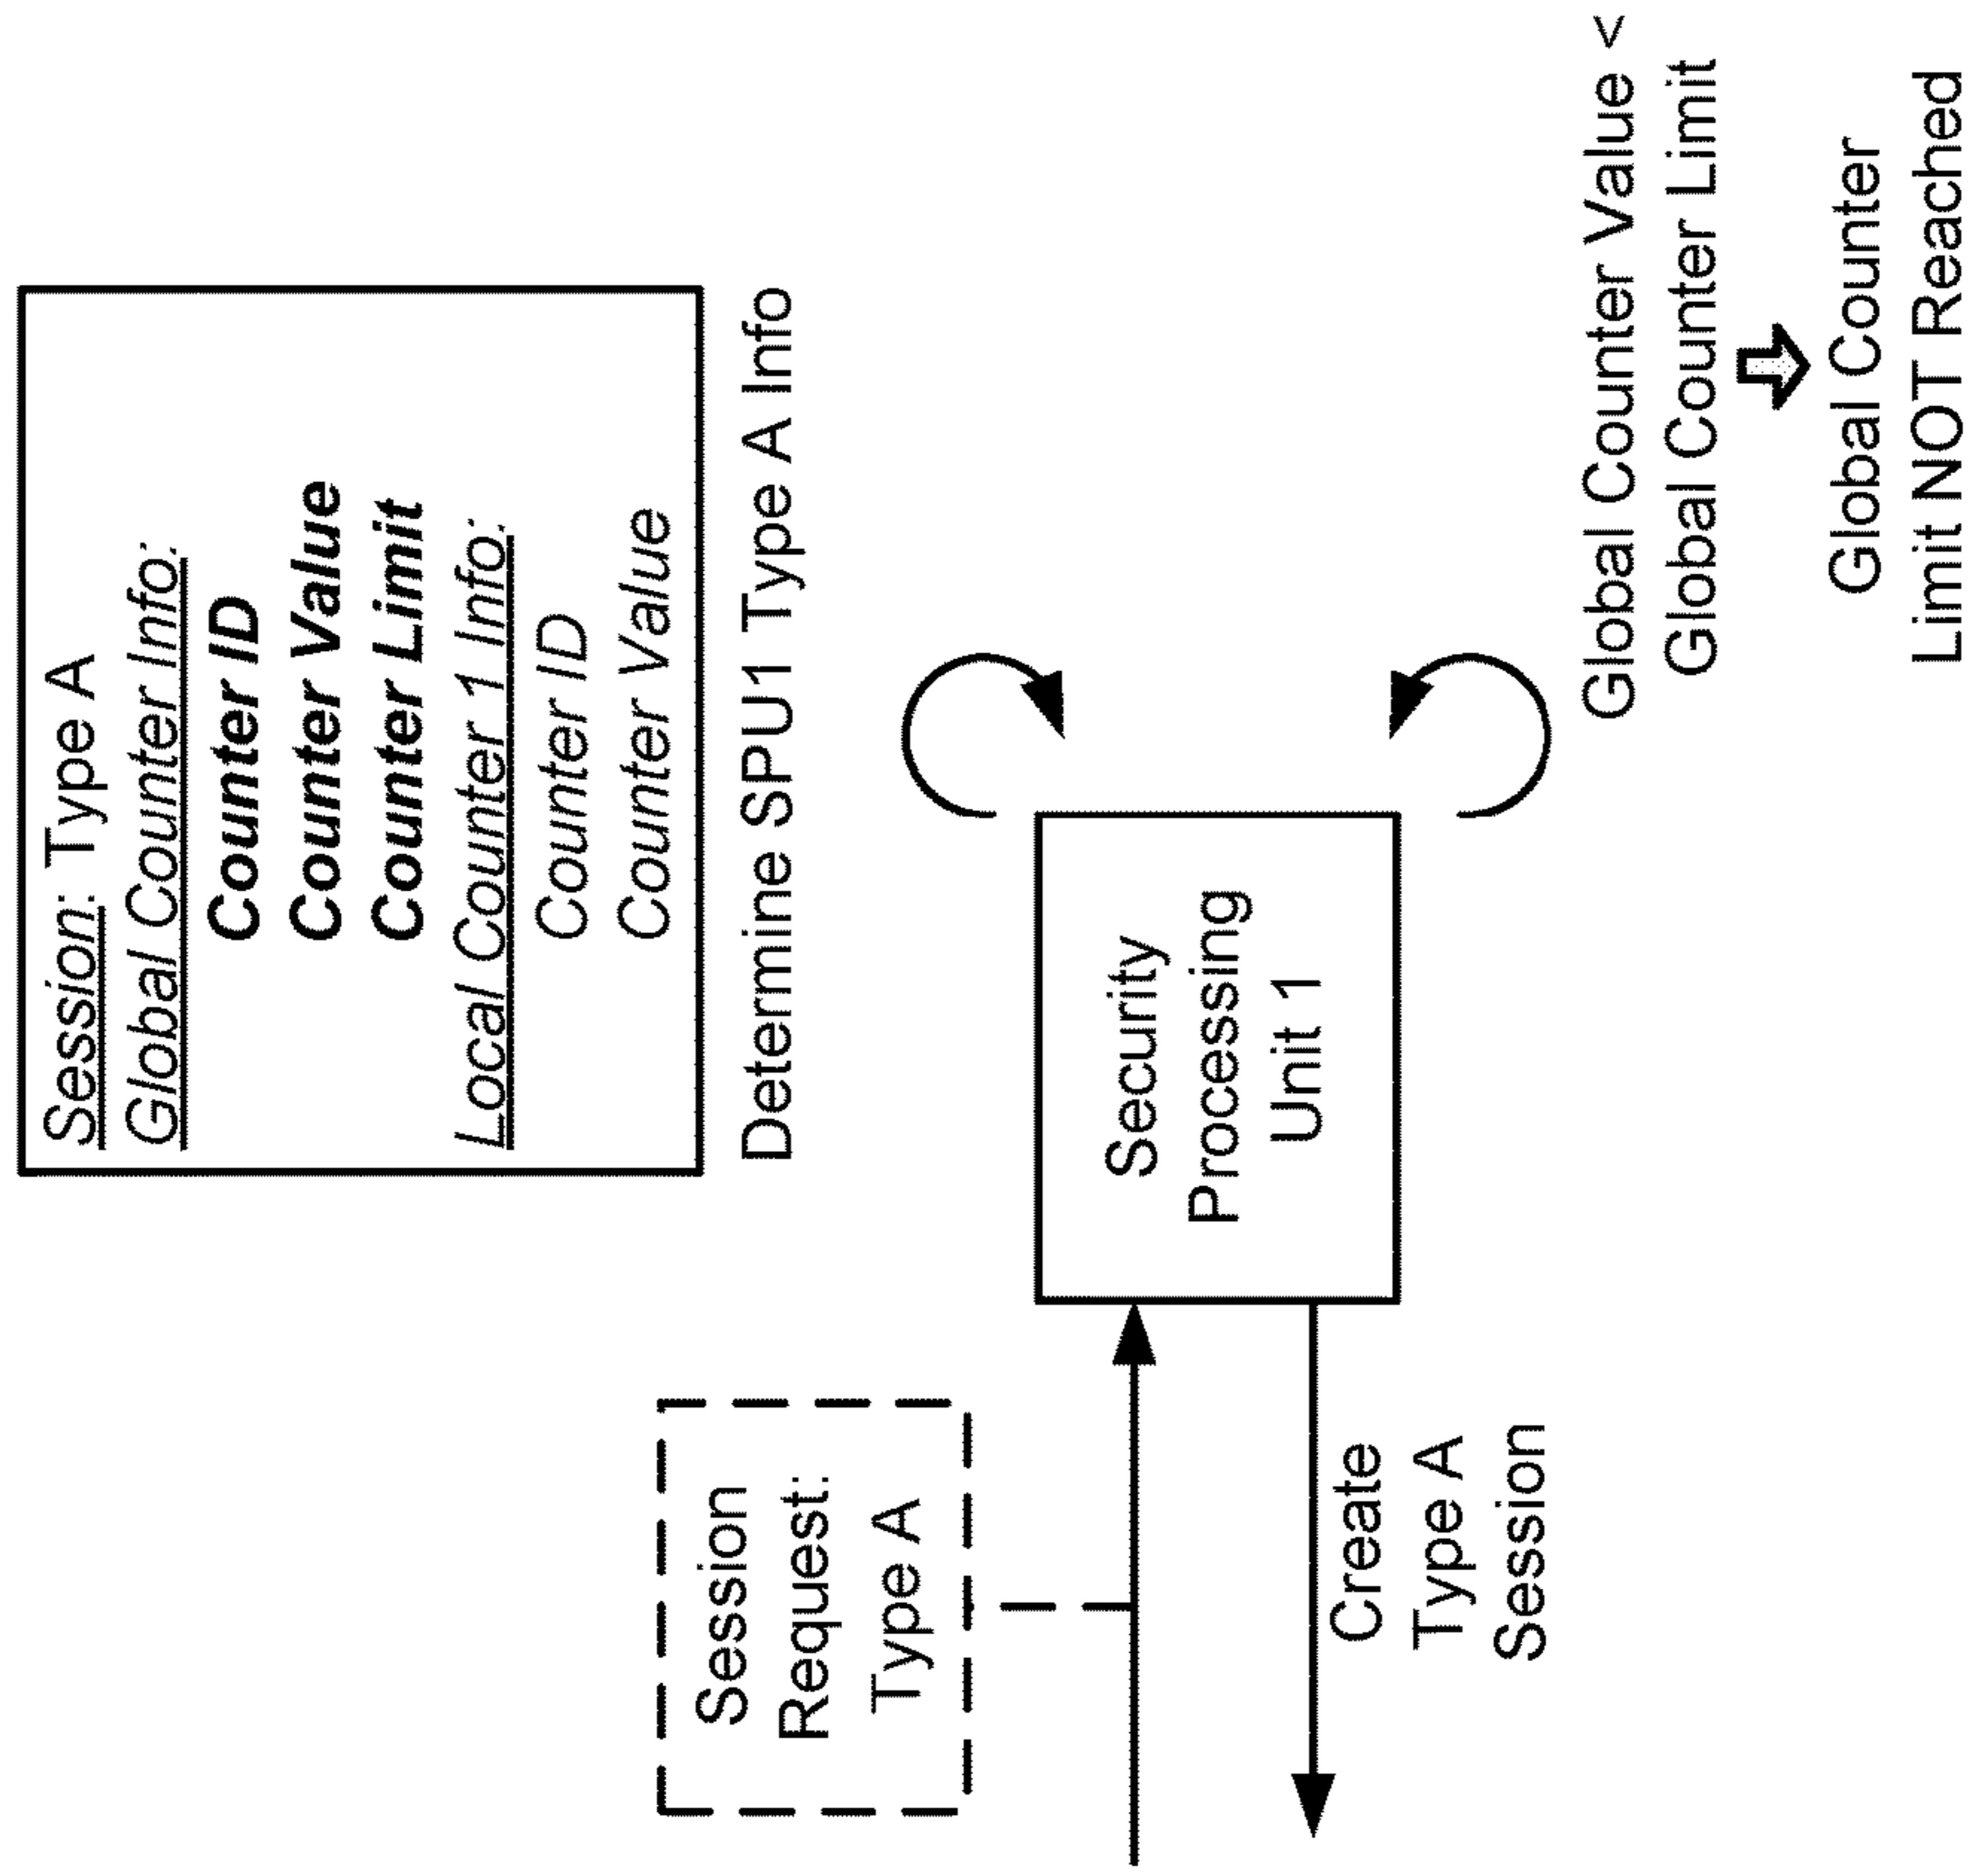 Session: Type A
Global Counter Info:
Counter ID
Counter Value
Counter Limit
Local Counter 1 Info:
Counter ID
Counter Value
Determine SPU1 Type A Info
Session
Request:
Type A
Security
Processing
Unit 1
Create
Type A
Session
Global Counter Value <
Global Counter Limit
Global Counter
Limit NOT Reached